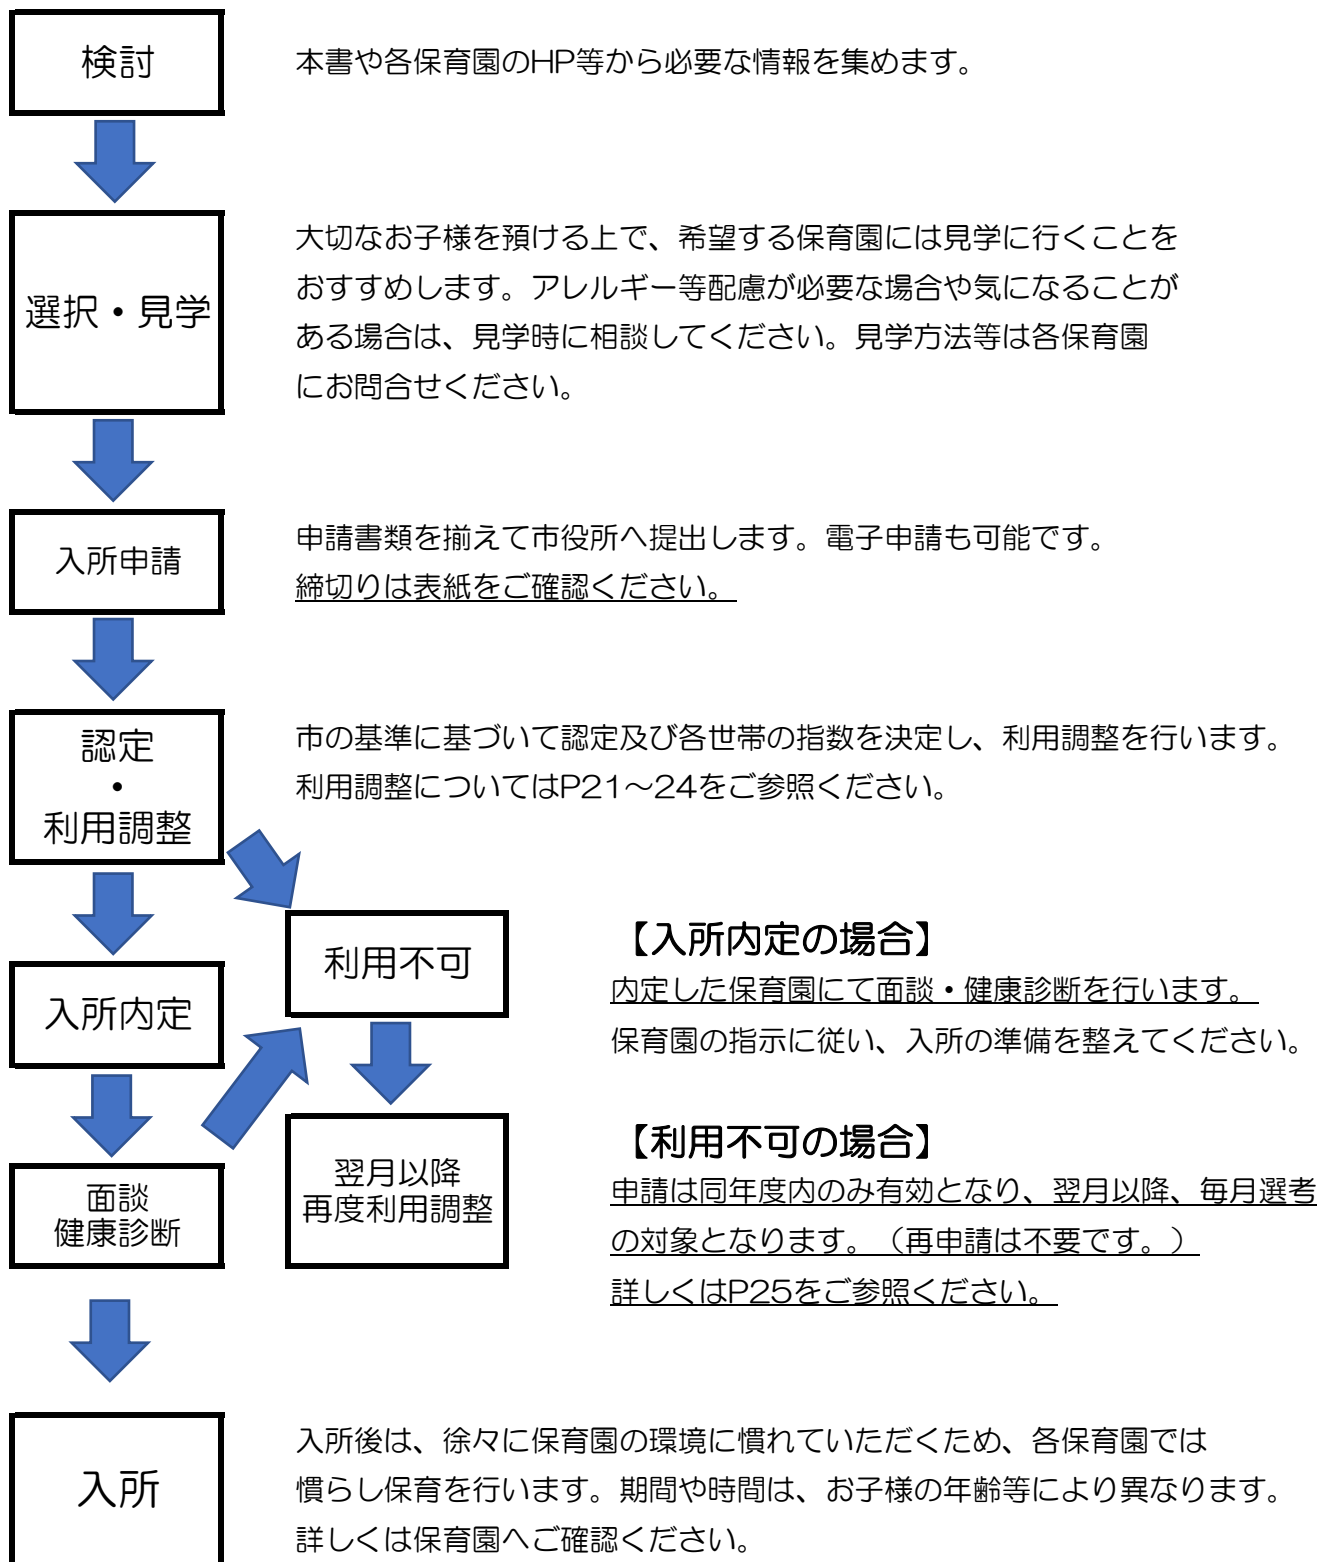 検討
本書や各保育園のHP等から必要な情報を集めます。
選択・見学
大切なお子様を預ける上で、希望する保育園には見学に行くことを
おすすめします。アレルギー等配慮が必要な場合や気になることが
ある場合は、見学時に相談してください。見学方法等は各保育園
にお問合せください。
入所申請
申請書類を揃えて市役所へ提出します。電子申請も可能です。
締切りは表紙をご確認ください。
認定
・
利用調整
市の基準に基づいて認定及び各世帯の指数を決定し、利用調整を行います。
利用調整についてはP21～24をご参照ください。
利用不可
入所内定
【入所内定の場合】
内定した保育園にて面談・健康診断を行います。
保育園の指示に従い、入所の準備を整えてください。
面談
健康診断
翌月以降
再度利用調整
【利用不可の場合】
申請は同年度内のみ有効となり、翌月以降、毎月選考
の対象となります。（再申請は不要です。）
詳しくはP25をご参照ください。
入所
入所後は、徐々に保育園の環境に慣れていただくため、各保育園では
慣らし保育を行います。期間や時間は、お子様の年齢等により異なります。
詳しくは保育園へご確認ください。